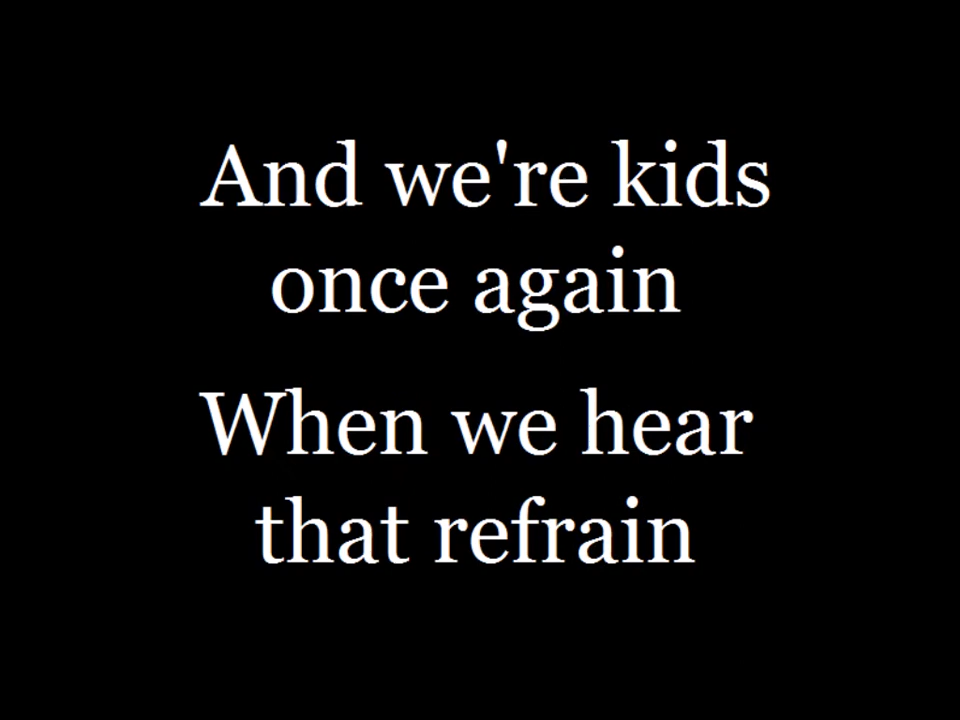 And we're kids
once again
When we hear
that refrain